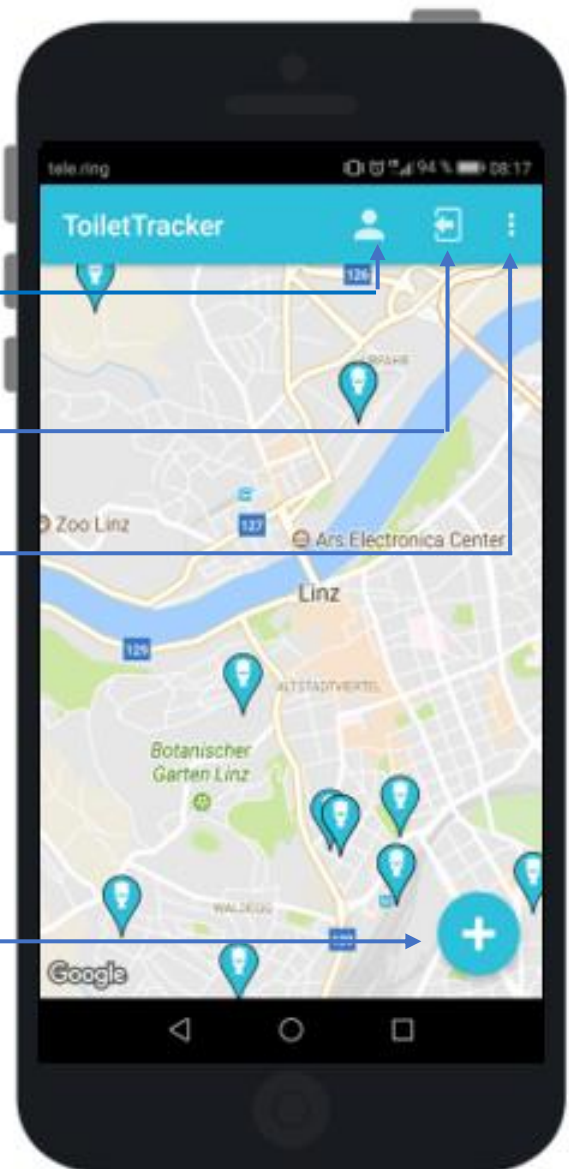 tele.ring 94 % 08:17
ToiletTracker
126
URFAHR
Zoo Linz
127
Ars Electronica Center
Linz
129
ALTSTADTVIERTEL
Botanischer
Garten Linz
WALDEGG
Google